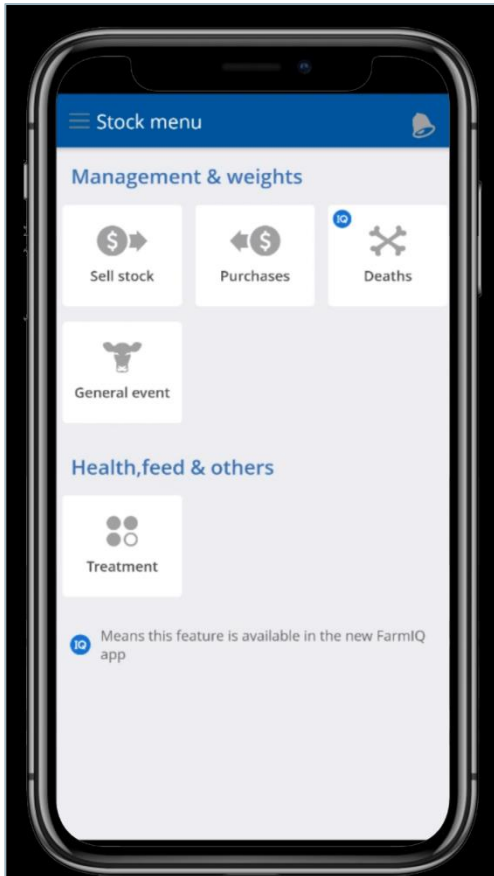 Stock menu
Management & weights
Sell stock
Purchases
IQ
Deaths
General event
Health,feed & others
Treatment
IQ
Means this feature is available in the new FarmIQ
app